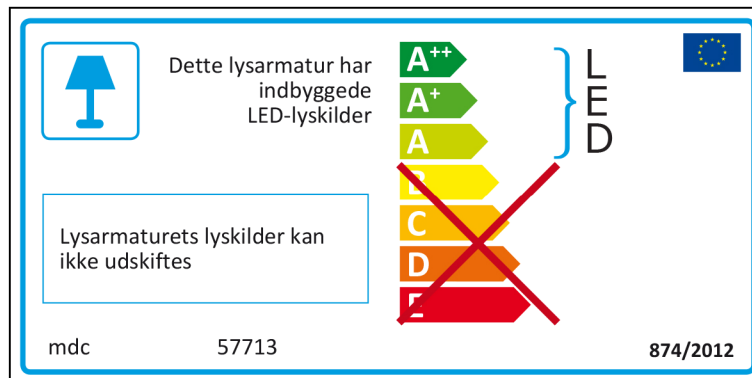 Dette lysarmatur har
indbyggede
LED-lyskilder
A++
A+
A
B
C
D
E
L
E
D
Lysarmaturets lyskilder kan
ikke udskiftes
mdc 57713 874/2012